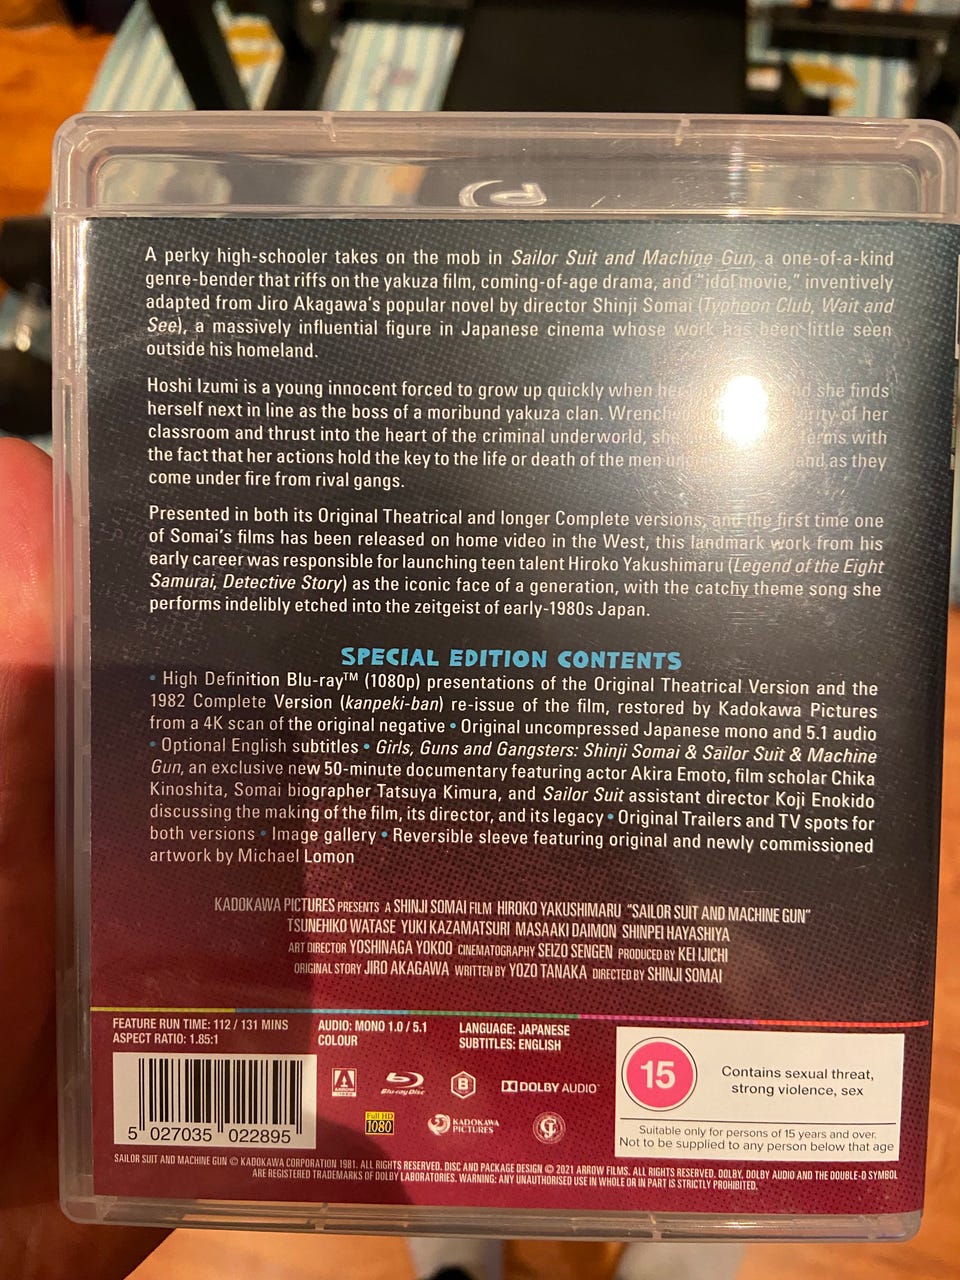 A perky high-schooler takes on the mob in Sailor Suit and Machine Gun, a one-of-a-kind
genre-bender that riffs on the yakuza film, coming-of-age drama, and "idol movie," inventively
adapted from Jiro Akagawa's popular novel by director Shinji Somai (Typhoon Club, Wait and
See), a massively influential figure in Japanese cinema whose work has been little seen
outside his homeland.
Hoshi Izumi is a young innocent forced to grow up quickly when her she finds
herself next in line as the boss of a moribund yakuza clan. Wrenched of her
classroom and thrust into the heart of the criminal underworld, she terms with
the fact that her actions hold the key to the life or death of the men and, as they
come under fire from rival gangs.
Presented in both its Original Theatrical and longer Complete versions, and the first time one
of Somai's films has been released on home video in the West, this landmark work from his
early career was responsible for launching teen talent Hiroko Yakushimaru (Legend of the Eight
Samurai, Detective Story) as the iconic face of a generation, with the catchy theme song she
performs indelibly etched into the zeitgeist of early-1980s Japan.
SPECIAL EDITION CONTENTS
• High Definition Blu-ray™ (1080p) presentations of the Original Theatrical Version and the
1982 Complete Version (kanpeki-ban) re-issue of the film, restored by Kadokawa Pictures
from a 4K scan of the original negative • Original uncompressed Japanese mono and 5.1 audio
• Optional English subtitles • Girls, Guns and Gangsters: Shinji Somai & Sailor Suit & Machine
Gun, an exclusive new 50-minute documentary featuring actor Akira Emoto, film scholar Chika
Kinoshita, Somai biographer Tatsuya Kimura, and Sailor Suit assistant director Koji Enokido
discussing the making of the film, its director, and its legacy • Original Trailers and TV spots for
both versions • Image gallery • Reversible sleeve featuring original and newly commissioned
artwork by Michael Lomon
KADOKAWA PICTURES PRESENTS A SHINJI SOMAI FILM HIROKO YAKUSHIMARU "SAILOR SUIT AND MACHINE GUN"
TSUNEHIKO WATASE YUKI KAZAMATSURI MASAAKI DAIMON SHINPEI HAYASHIYA
ART DIRECTOR YOSHINAGA YOKOO CINEMATOGRAPHY SEIZO SENGEN PRODUCED BY KEI IJICHI
ORIGINAL STORY JIRO AKAGAWA WRITTEN BY YOZO TANAKA DIRECTED BY SHINJI SOMAI
FEATURE RUN TIME: 112 / 131 MINS
ASPECT RATIO: 1.85:1
AUDIO: MONO 1.0 / 5.1
COLOUR
LANGUAGE: JAPANESE
SUBTITLES: ENGLISH
ARROW
Blu-ray Disc
B
DOLBY AUDIO™
Full HD
1080
KADOKAWA
PICTURES
15
Contains sexual threat,
strong violence, sex
Suitable only for persons of 15 years and over.
Not to be supplied to any person below that age
5 027035 022895
SAILOR SUIT AND MACHINE GUN © KADOKAWA CORPORATION 1981. ALL RIGHTS RESERVED. DISC AND PACKAGE DESIGN © 2021 ARROW FILMS. ALL RIGHTS RESERVED. DOLBY, DOLBY AUDIO AND THE DOUBLE-D SYMBOL
ARE REGISTERED TRADEMARKS OF DOLBY LABORATORIES. WARNING: ANY UNAUTHORISED USE IN WHOLE OR IN PART IS STRICTLY PROHIBITED.